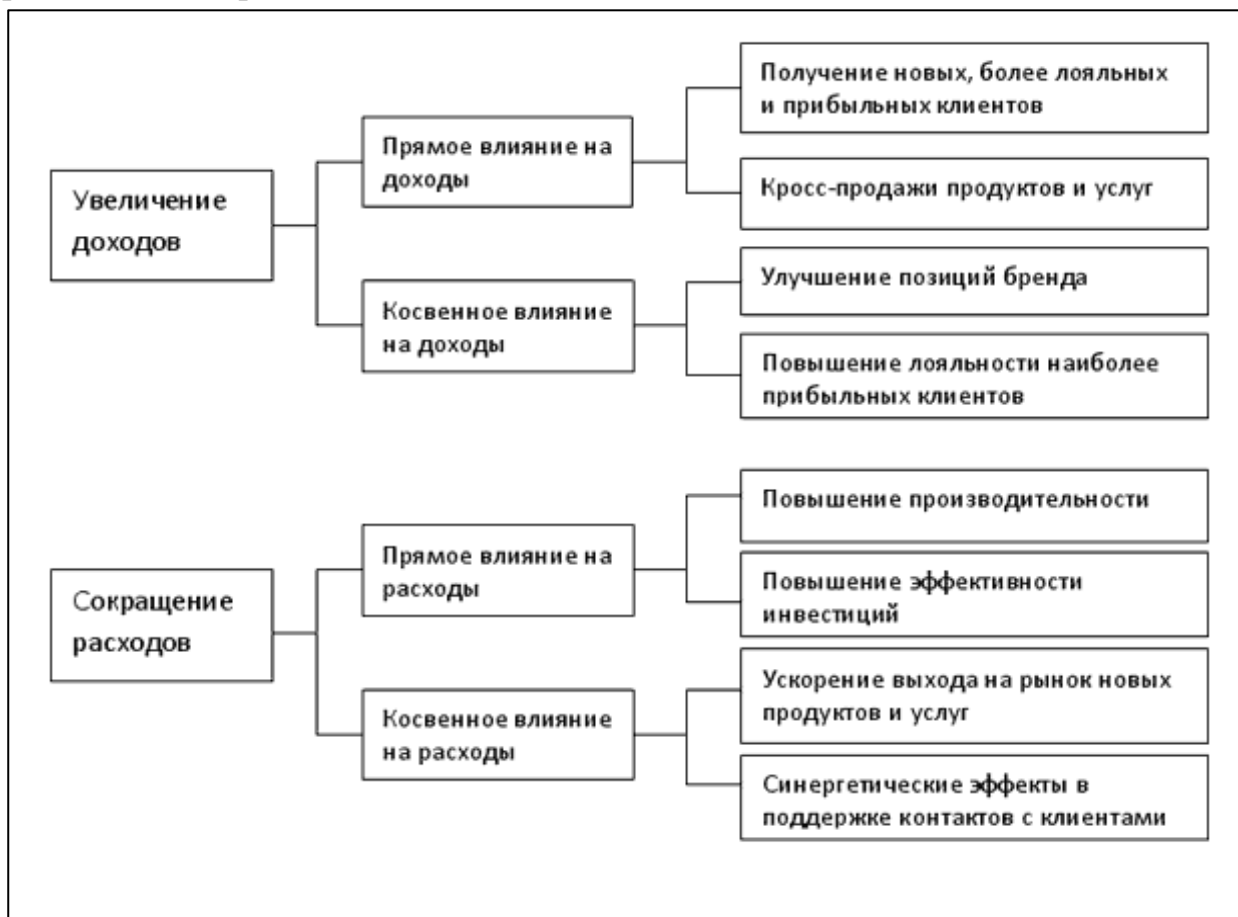 Увеличение
доходов
Прямое влияние на
доходы
Получение новых, более лояльных
и прибыльных клиентов
Кросс-продажи продуктов и услуг
Косвенное влияние
на доходы
Улучшение позиций бренда
Повышение лояльности наиболее
прибыльных клиентов
Сокращение
расходов
Прямое влияние на
расходы
Повышение производительности
Повышение эффективности
инвестиций
Косвенное влияние
на расходы
Ускорение выхода на рынок новых
продуктов и услуг
Синергетические эффекты в
поддержке контактов с клиентами